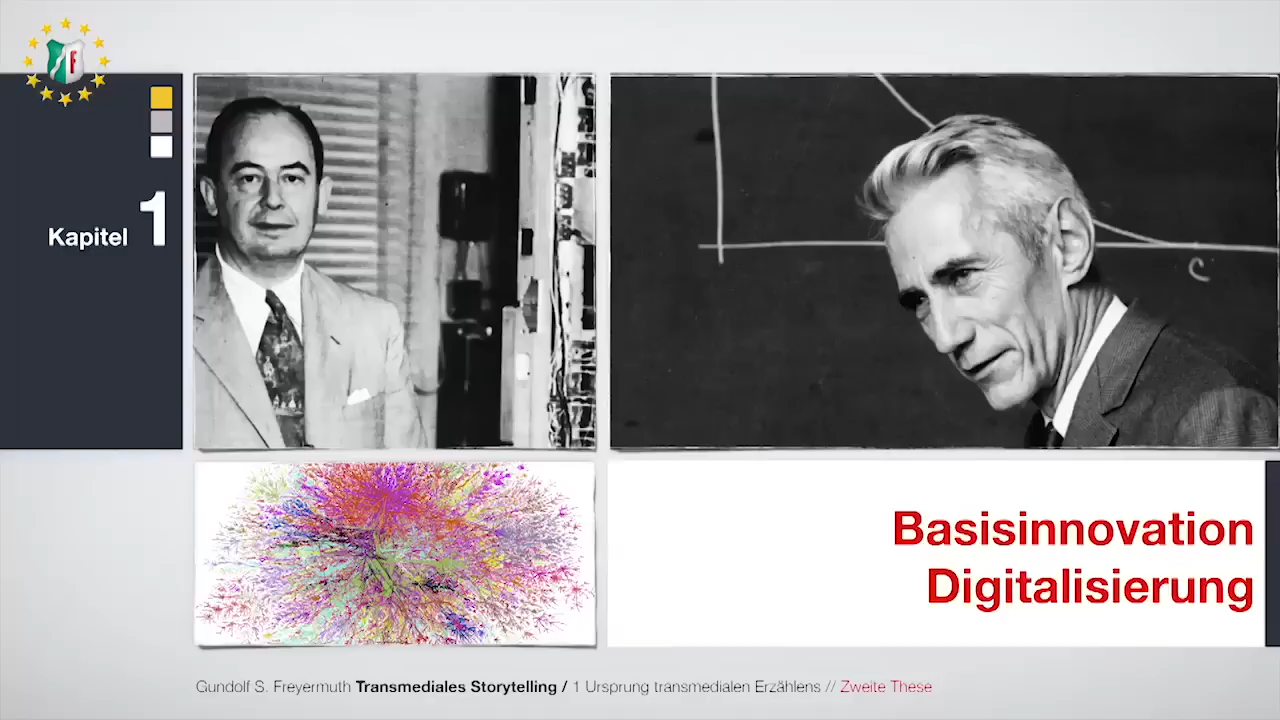 Kapitel 1
C
Basisinnovation
Digitalisierung
Gundolf S. Freyermuth Transmediales Storytelling / 1 Ursprung transmedialen Erzählens // Zweite These